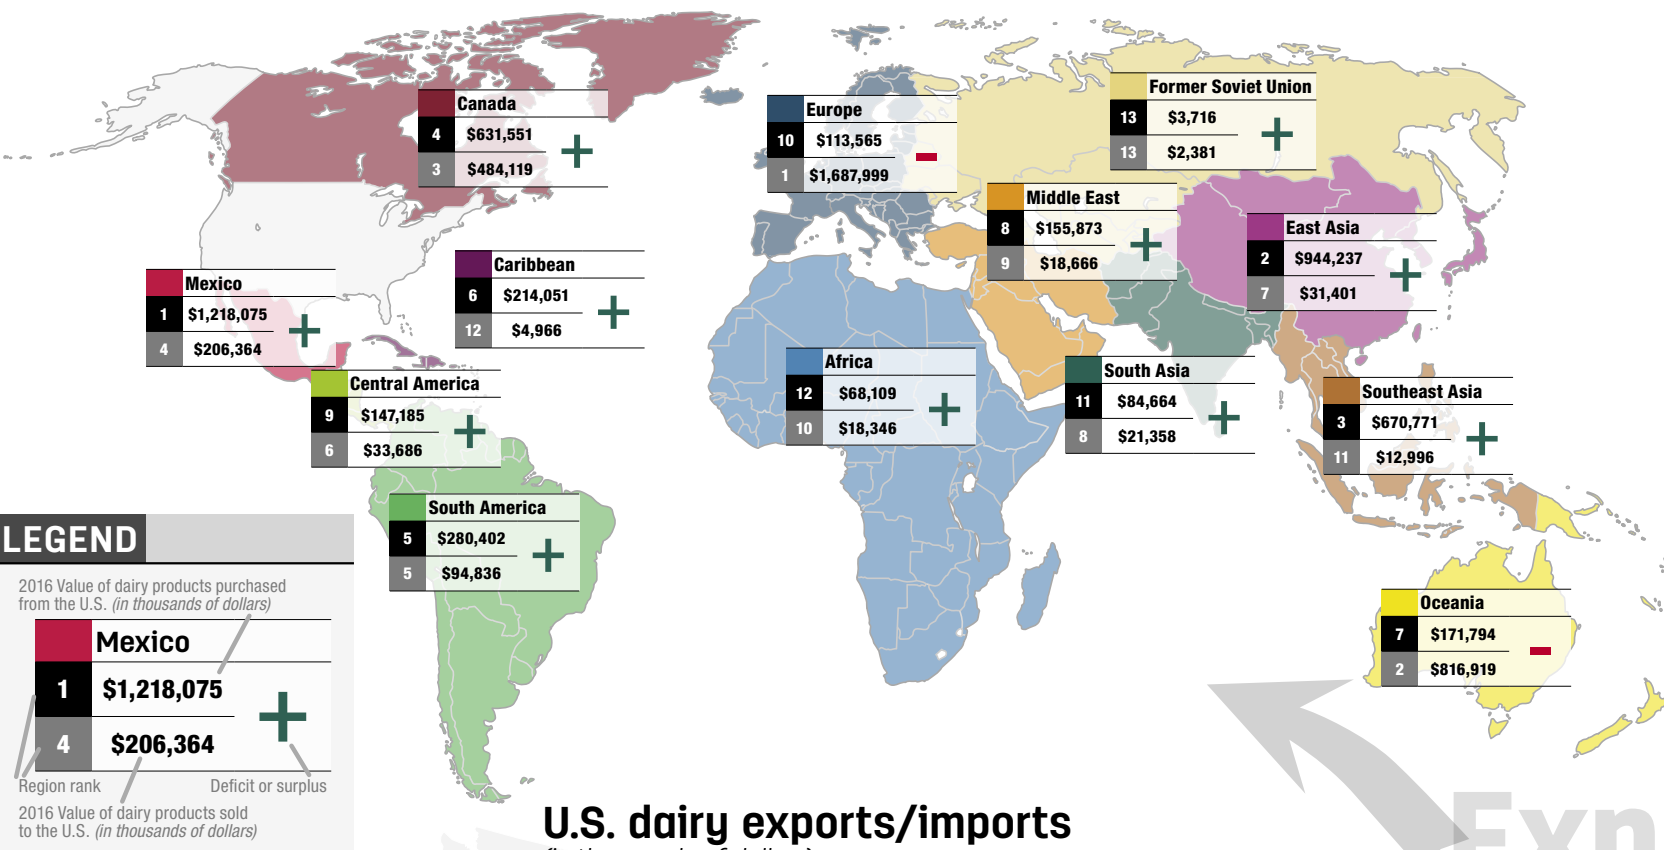 Canada
4 $631,551
3 $484,119
Europe
10 $113,565
1 $1,687,999
Former Soviet Union
13 $3,716
13 $2,381
Middle East
8 $155,873
9 $18,666
East Asia
2 $944,237
7 $31,401
Mexico
1 $1,218,075
4 $206,364
Caribbean
6 $214,051
12 $4,966
Central America
9 $147,185
6 $33,686
Africa
12 $68,109
10 $18,346
South Asia
11 $84,664
8 $21,358
Southeast Asia
3 $670,771
11 $12,996
South America
5 $280,402
5 $94,836
Oceania
7 $171,794
2 $816,919
LEGEND
2016 Value of dairy products purchased
from the U.S. (in thousands of dollars)
Mexico
1 $1,218,075
4 $206,364
Region rank
Deficit or surplus
2016 Value of dairy products sold
to the U.S. (in thousands of dollars)
U.S. dairy exports/imports